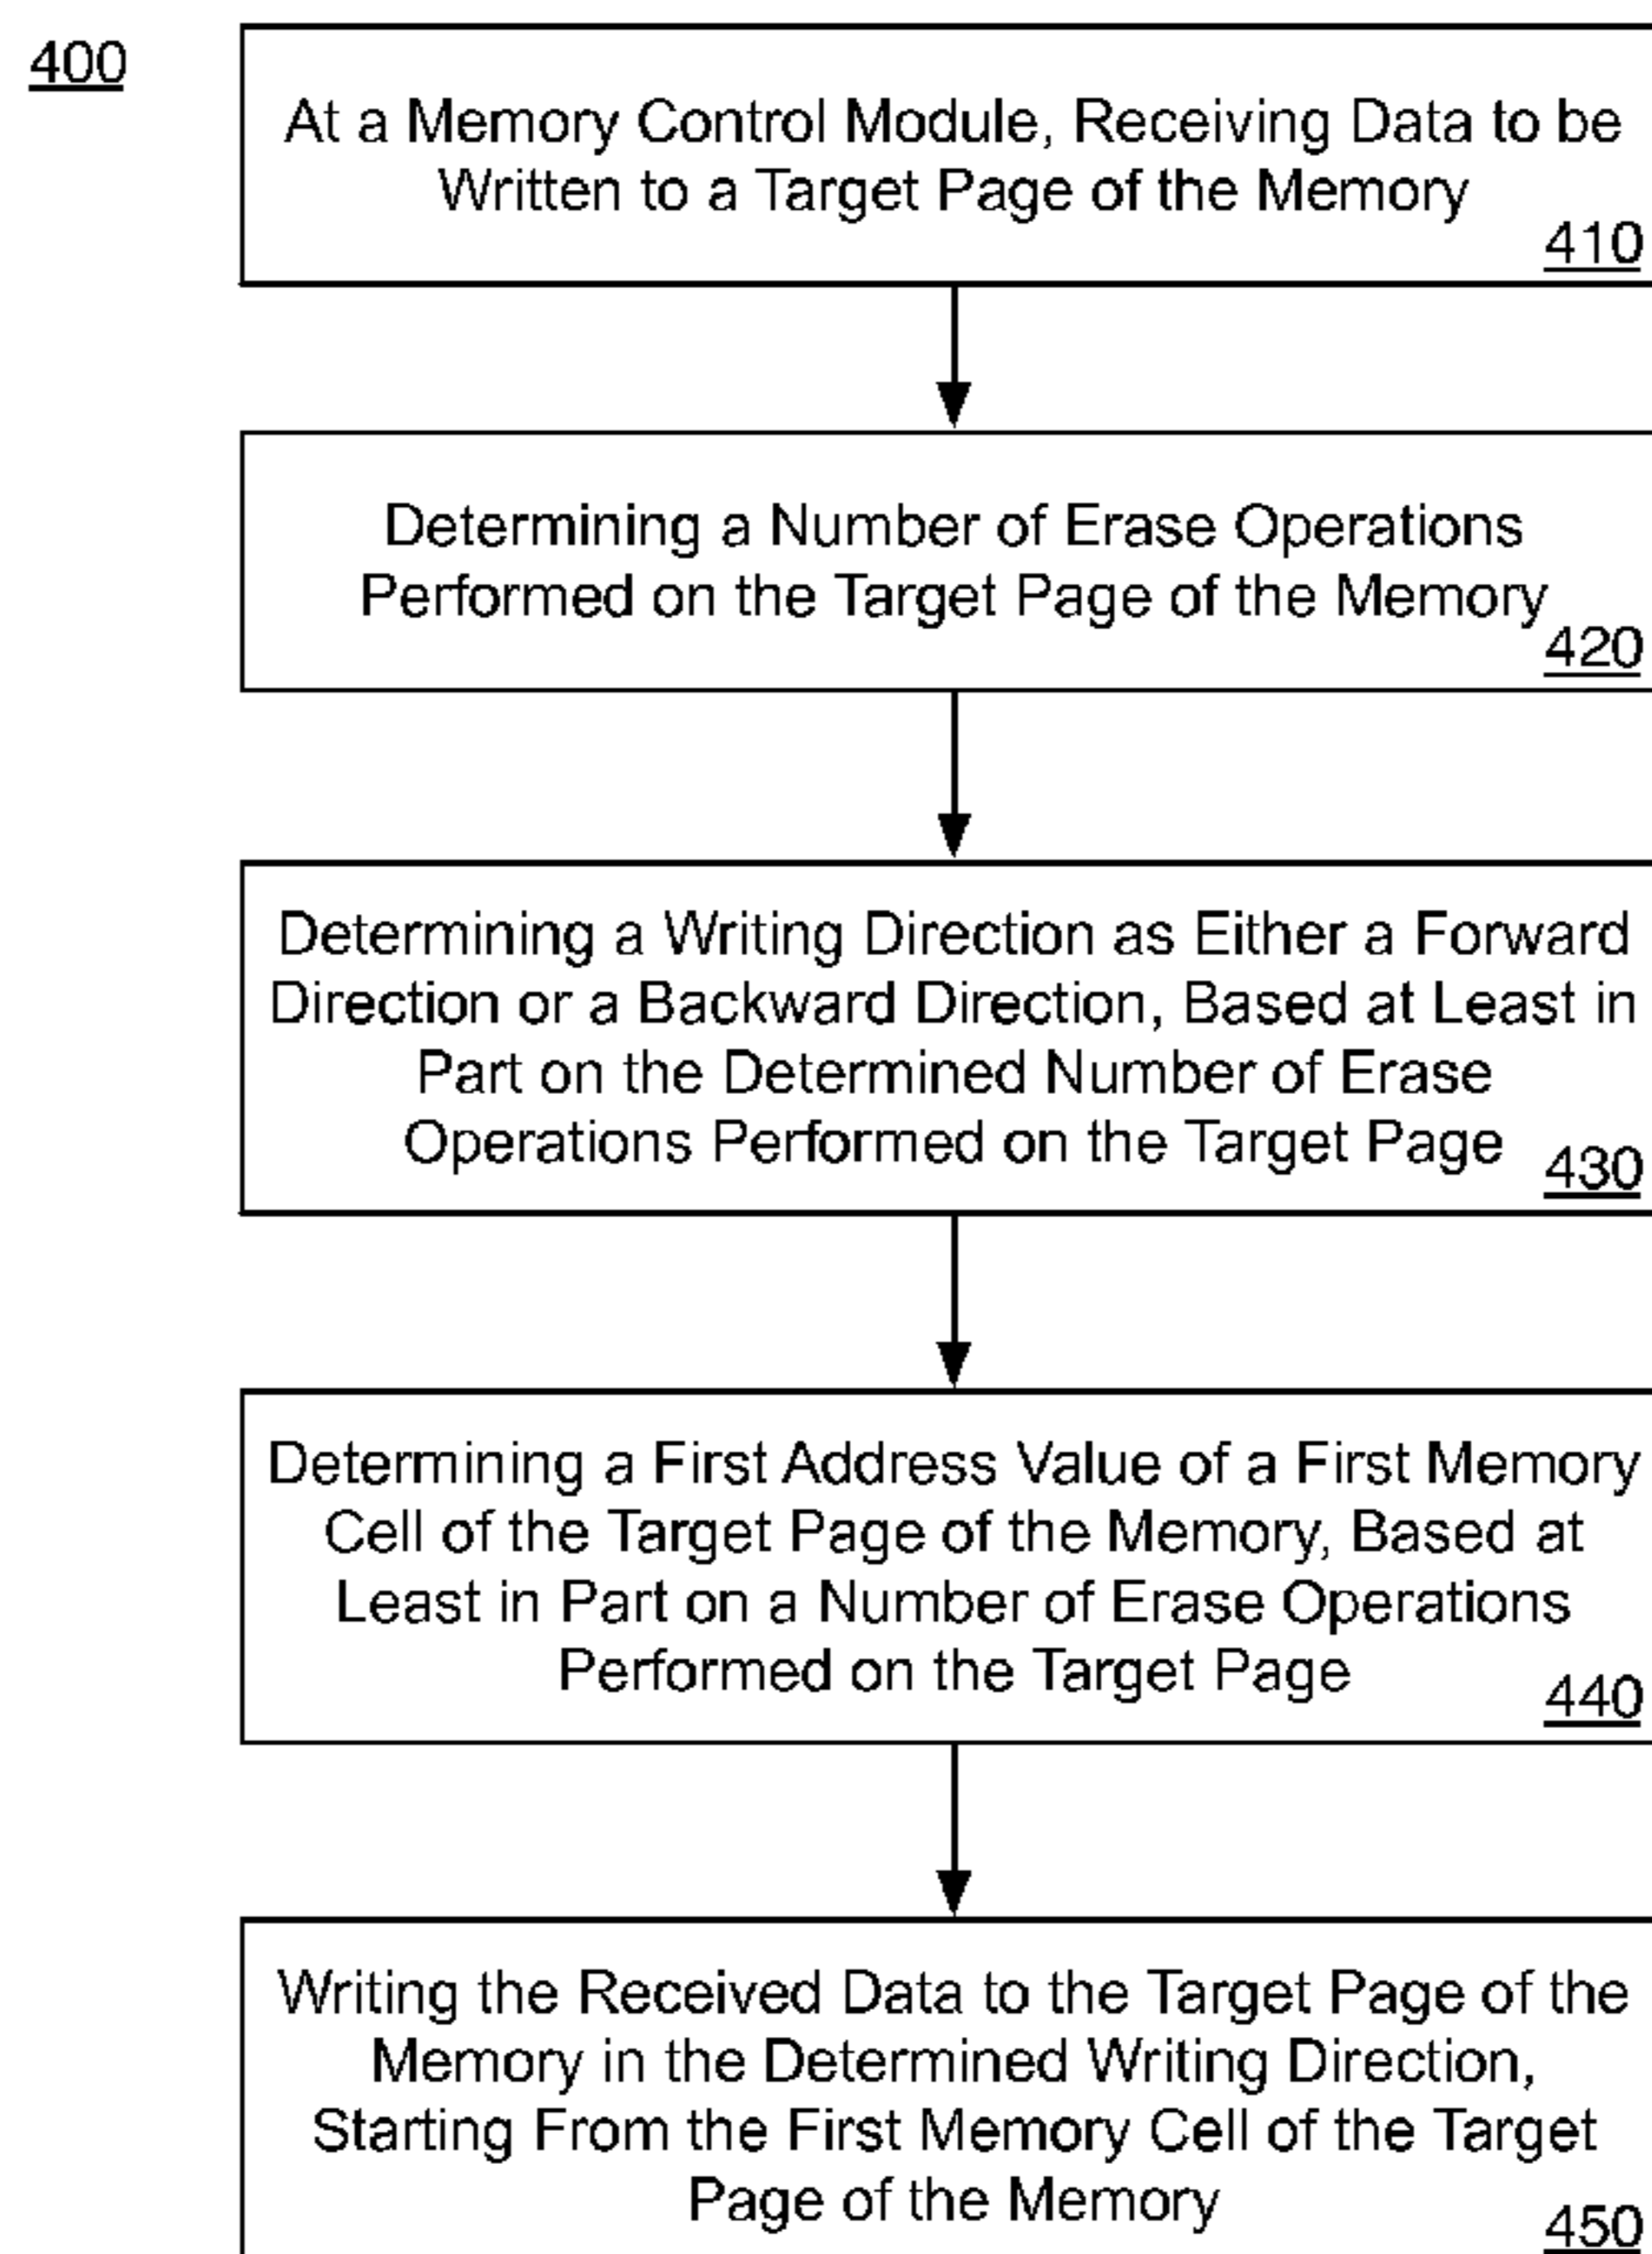 400
At a Memory Control Module, Receiving Data to be
Written to a Target Page of the Memory
410
Determining a Number of Erase Operations
Performed on the Target Page of the Memory
420
Determining a Writing Direction as Either a Forward
Direction or a Backward Direction, Based at Least in
Part on the Determined Number of Erase
Operations Performed on the Target Page
430
Determining a First Address Value of a First Memory
Cell of the Target Page of the Memory, Based at
Least in Part on a Number of Erase Operations
Performed on the Target Page
440
Writing the Received Data to the Target Page of the
Memory in the Determined Writing Direction,
Starting From the First Memory Cell of the Target
Page of the Memory
450